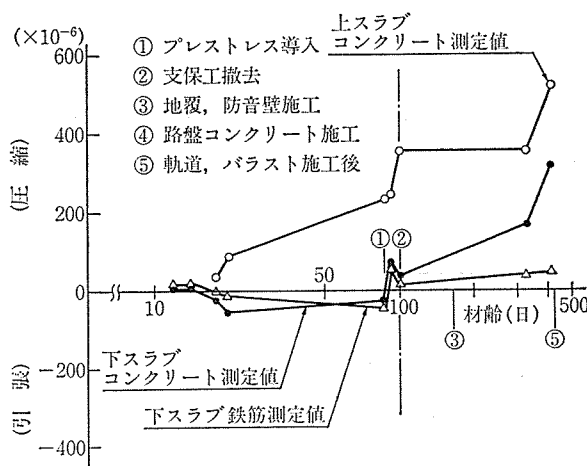 (×10⁻⁶)
600
400
200
0
−200
−400
(圧 縮)
(引 張)
① プレストレス導入
② 支保工撤去
③ 地覆，防音壁施工
④ 路盤コンクリート施工
⑤ 軌道，バラスト施工後
上スラブ
コンクリート測定値
① ②
10
50
100
材齢(日)
500
③
⑤
下スラブ
コンクリート測定値
下スラブ鉄筋測定値